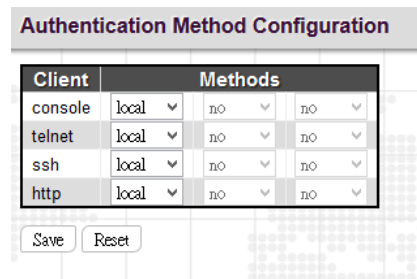 Authentication Method Configuration
Client Methods
console local no no
telnet local no no
ssh local no no
http local no no
Save Reset